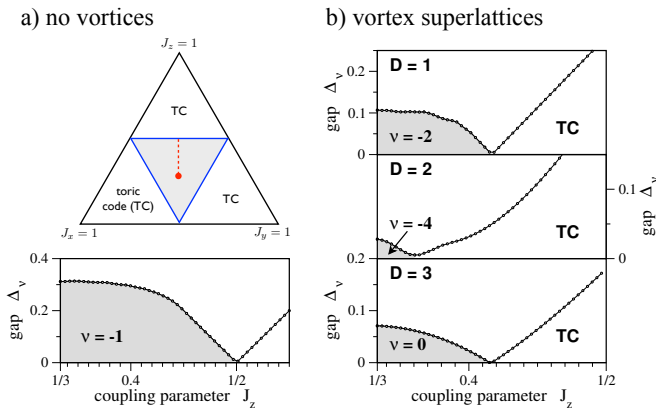 a) no vortices
J_z = 1
TC
toric
code (TC)
TC
J_x = 1
J_y = 1
0.4
0.2
0
gap Δ_ν
ν = -1
1/3
0.4
1/2
coupling parameter J_z
b) vortex superlattices
0.2
0.1
0
gap Δ_ν
D = 1
ν = -2
TC
D = 2
ν = -4
TC
0.1
0
gap Δ_ν
0.2
0.1
0
gap Δ_ν
D = 3
ν = 0
TC
1/3
0.4
1/2
coupling parameter J_z